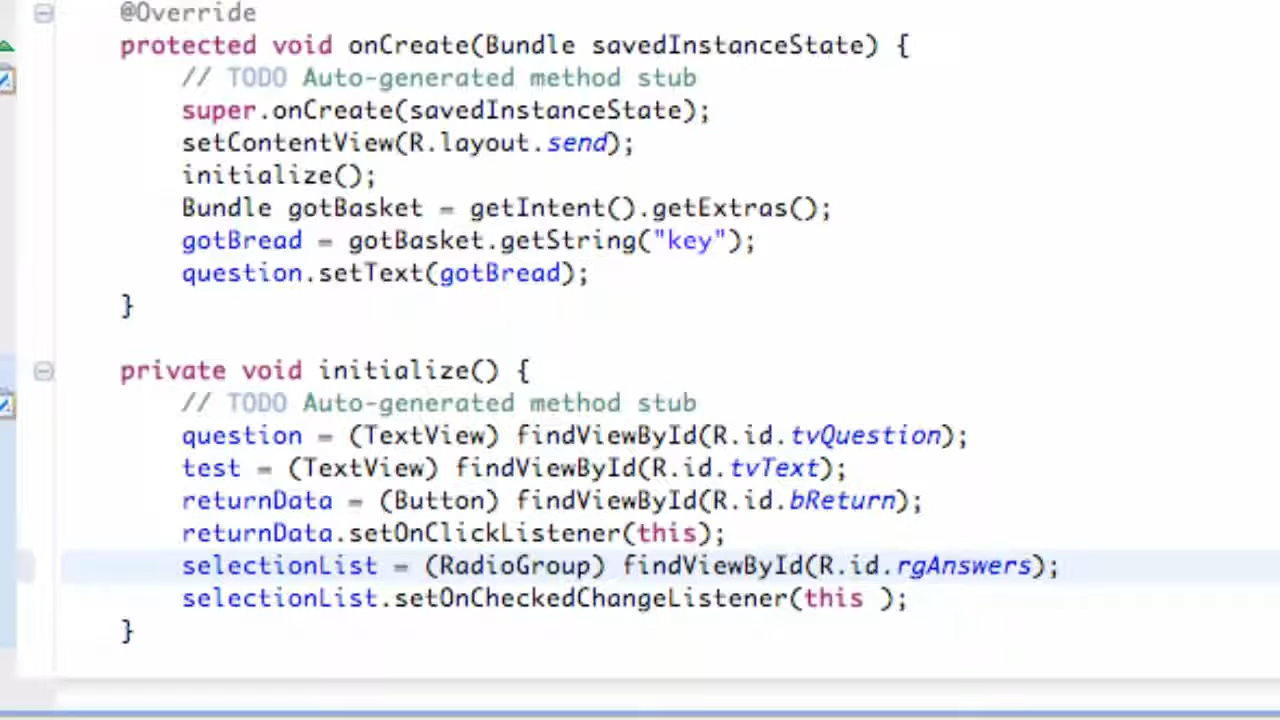 @Override
protected void onCreate(Bundle savedInstanceState) {
// TODO Auto-generated method stub
super.onCreate(savedInstanceState);
setContentView(R.layout.send);
initialize();
Bundle gotBasket = getIntent().getExtras();
gotBread = gotBasket.getString("key");
question.setText(gotBread);
}
private void initialize() {
// TODO Auto-generated method stub
question = (TextView) findViewById(R.id.tvQuestion);
test = (TextView) findViewById(R.id.tvText);
returnData = (Button) findViewById(R.id.bReturn);
returnData.setOnClickListener(this);
selectionList = (RadioGroup) findViewById(R.id.rgAnswers);
selectionList.setOnCheckedChangeListener(this );
}